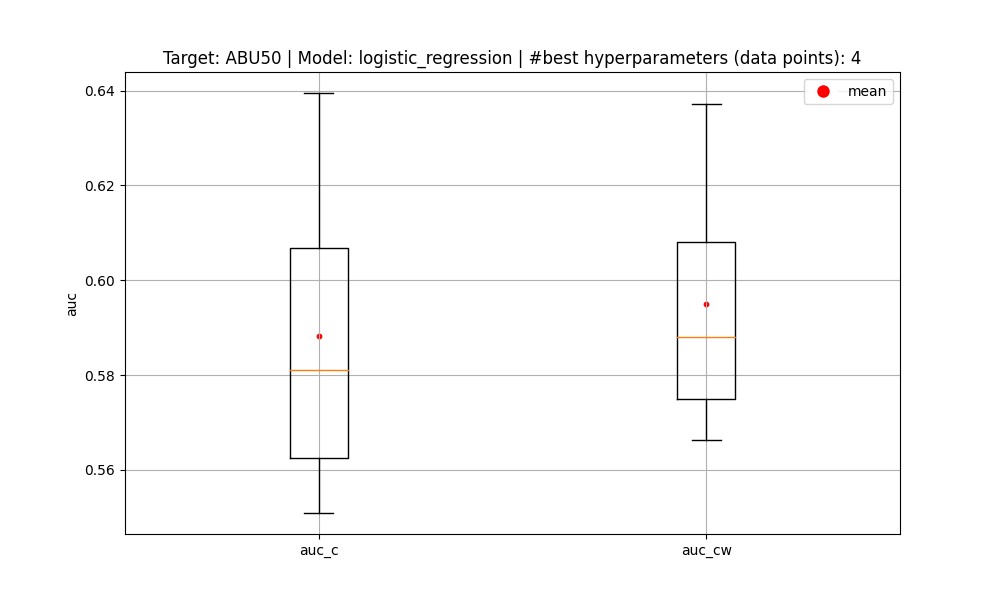 Target: ABU50 | Model: logistic_regression | #best hyperparameters (data points): 4
mean
0.64
0.62
0.60
0.58
0.56
auc
auc_c
auc_cw